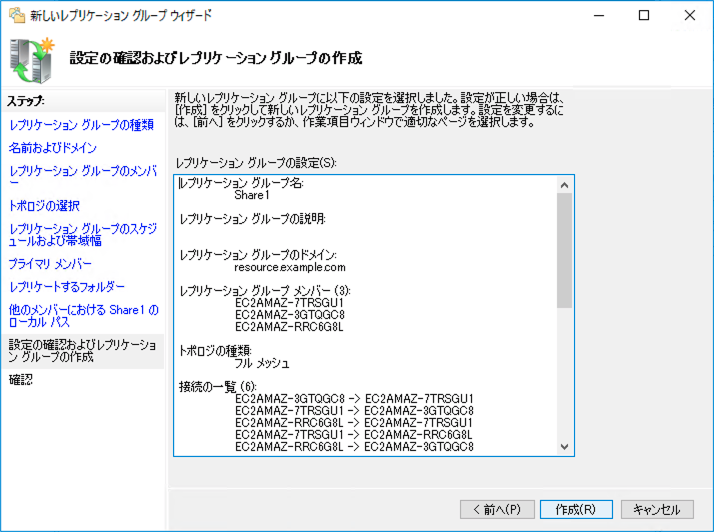 新しいレプリケーション グループ ウィザード
設定の確認およびレプリケーション グループの作成
ステップ:
レプリケーション グループの種類
名前およびドメイン
レプリケーション グループのメンバ
ー
トポロジの選択
レプリケーション グループのスケジ
ュールおよび帯域幅
プライマリ メンバー
レプリケートするフォルダー
他のメンバーにおける Share1 の
ローカル パス
設定の確認およびレプリケーショ
ン グループの作成
確認
新しいレプリケーション グループに以下の設定を選択しました。設定が正しい場合は、
[作成] をクリックして新しいレプリケーション グループを作成します。設定を変更するに
は、[前へ] をクリックするか、作業項目ウィンドウで適切なページを選択します。
レプリケーション グループの設定(S):
レプリケーション グループ名:
Share1
レプリケーション グループの説明:
レプリケーション グループのドメイン:
resource.example.com
レプリケーション グループ メンバー (3):
EC2AMAZ-7TRSGU1
EC2AMAZ-3GTQGC8
EC2AMAZ-RRC6G8L
トポロジの種類:
フル メッシュ
接続の一覧 (6):
EC2AMAZ-3GTQGC8 -> EC2AMAZ-7TRSGU1
EC2AMAZ-7TRSGU1 -> EC2AMAZ-3GTQGC8
EC2AMAZ-RRC6G8L -> EC2AMAZ-7TRSGU1
EC2AMAZ-7TRSGU1 -> EC2AMAZ-RRC6G8L
EC2AMAZ-RRC6G8L -> EC2AMAZ-3GTQGC8
< 前へ(P)
作成(R)
キャンセル